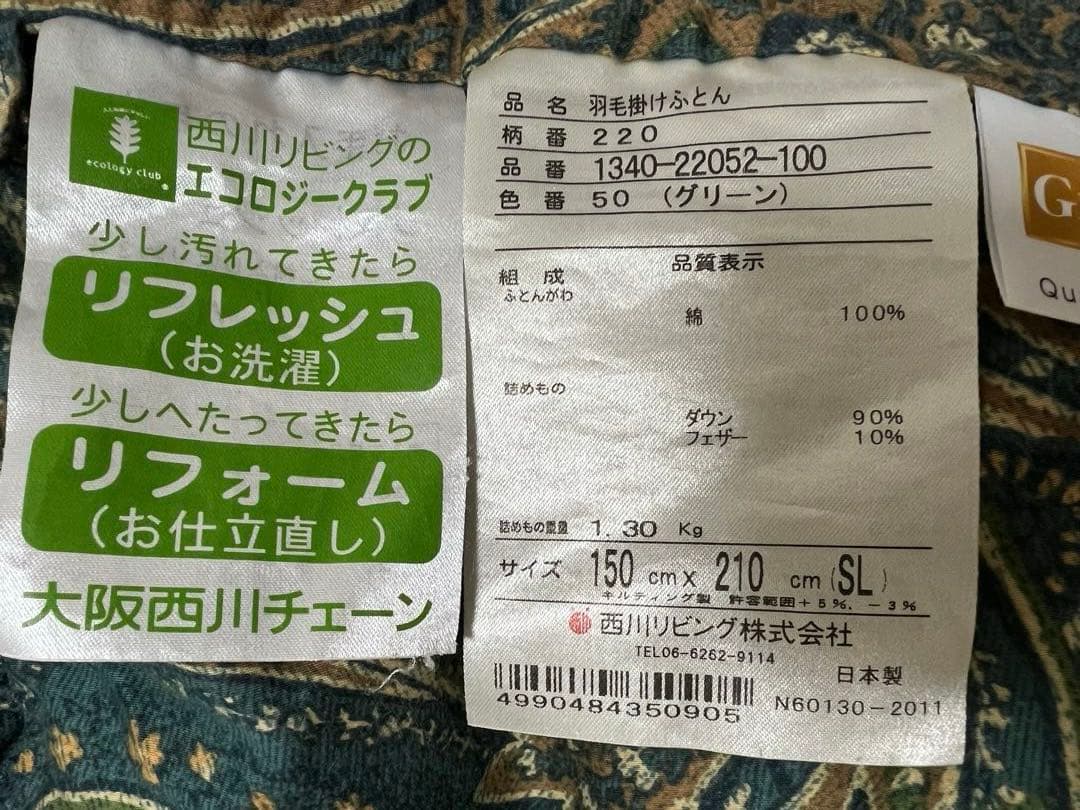 ecology club
西川リビングの
エコロジークラブ
少し汚れてきたら
リフレッシュ
(お洗濯)
少しへたってきたら
リフォーム
(お仕立直し)
大阪西川チェーン
品名 羽毛掛けふとん
柄番 220
品番 1340-22052-100
色番 50 (グリーン)
品質表示
組成
ふとんがわ
綿 100%
詰めもの
ダウン 90%
フェザー 10%
詰めもの重量 1.30 Kg
サイズ 150 cm x 210 cm (SL)
キルティング製 許容範囲+5%, -3%
西川リビング株式会社
TEL06-6262-9114
日本製
4990484350905
N60130-2011
G
Qu